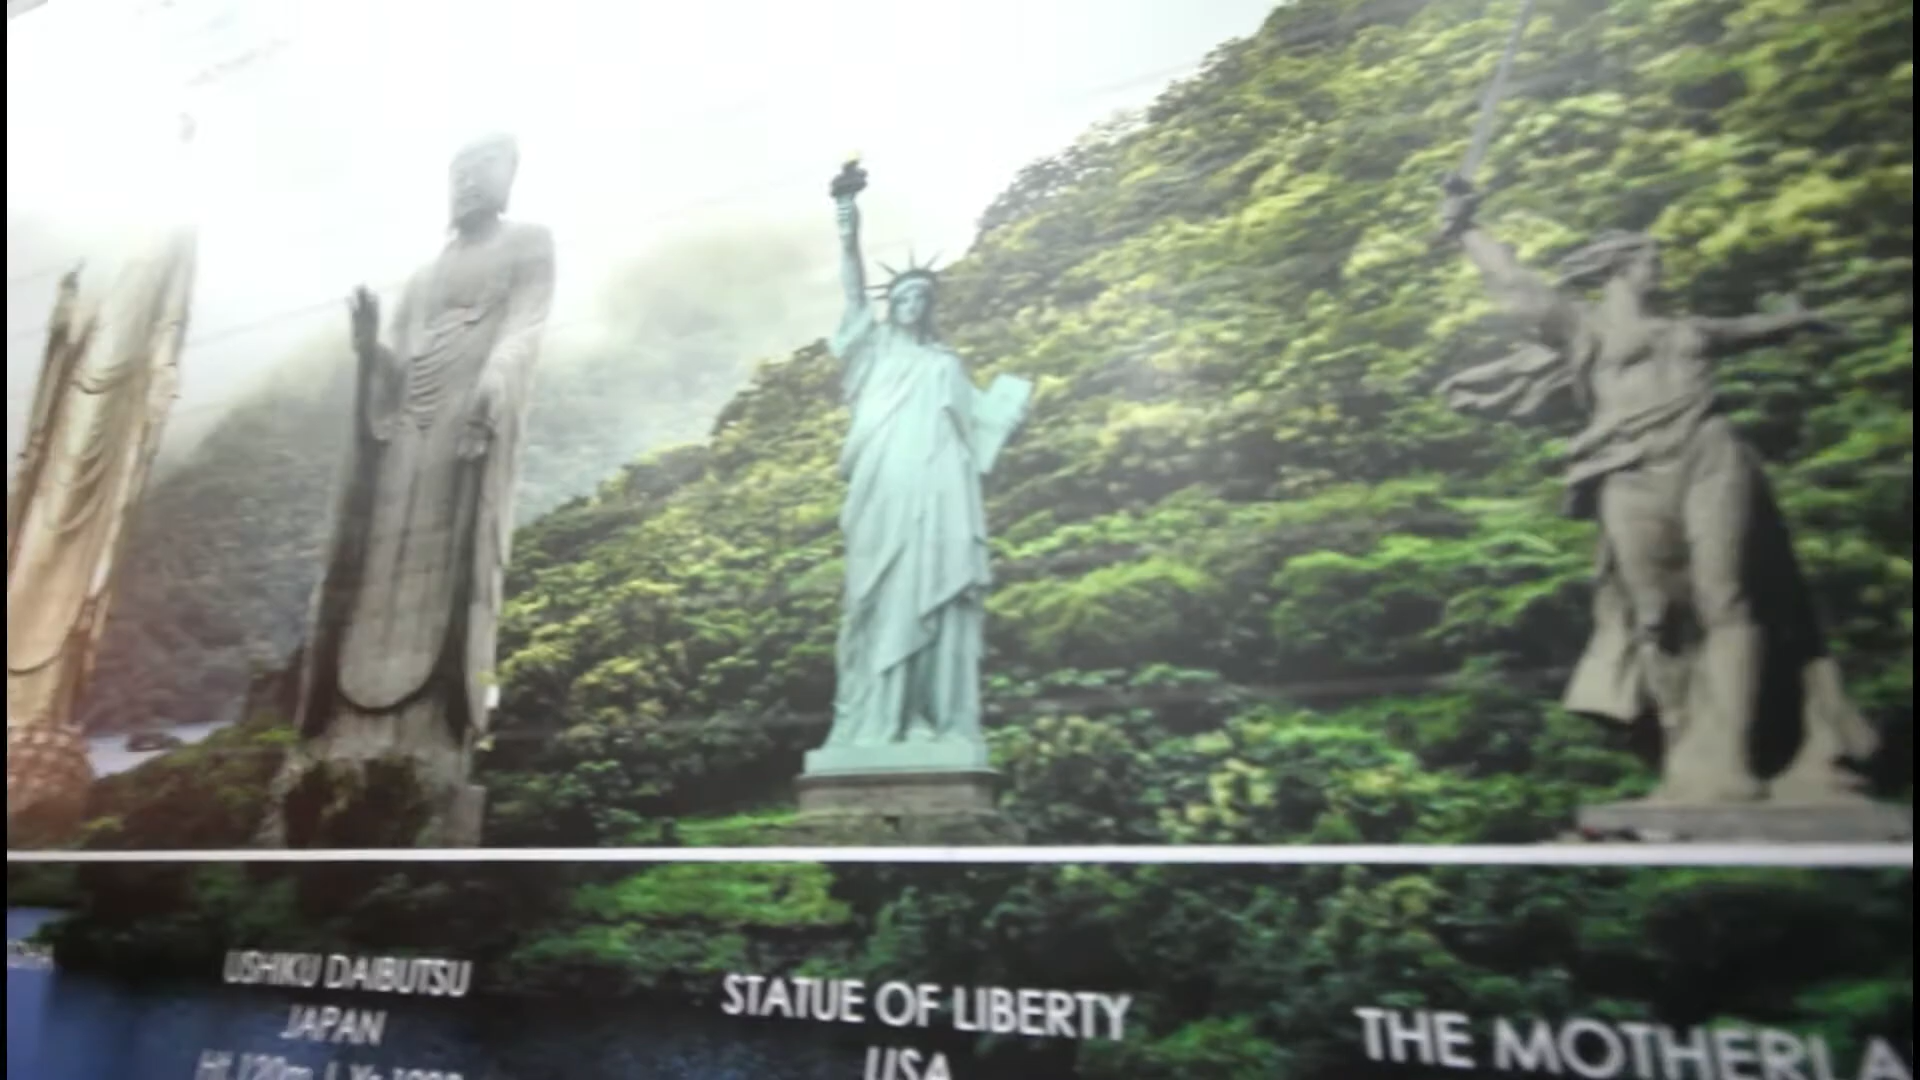 USHIKU DAIBUTSU
JAPAN
STATUE OF LIBERTY
USA
THE MOTHERLA